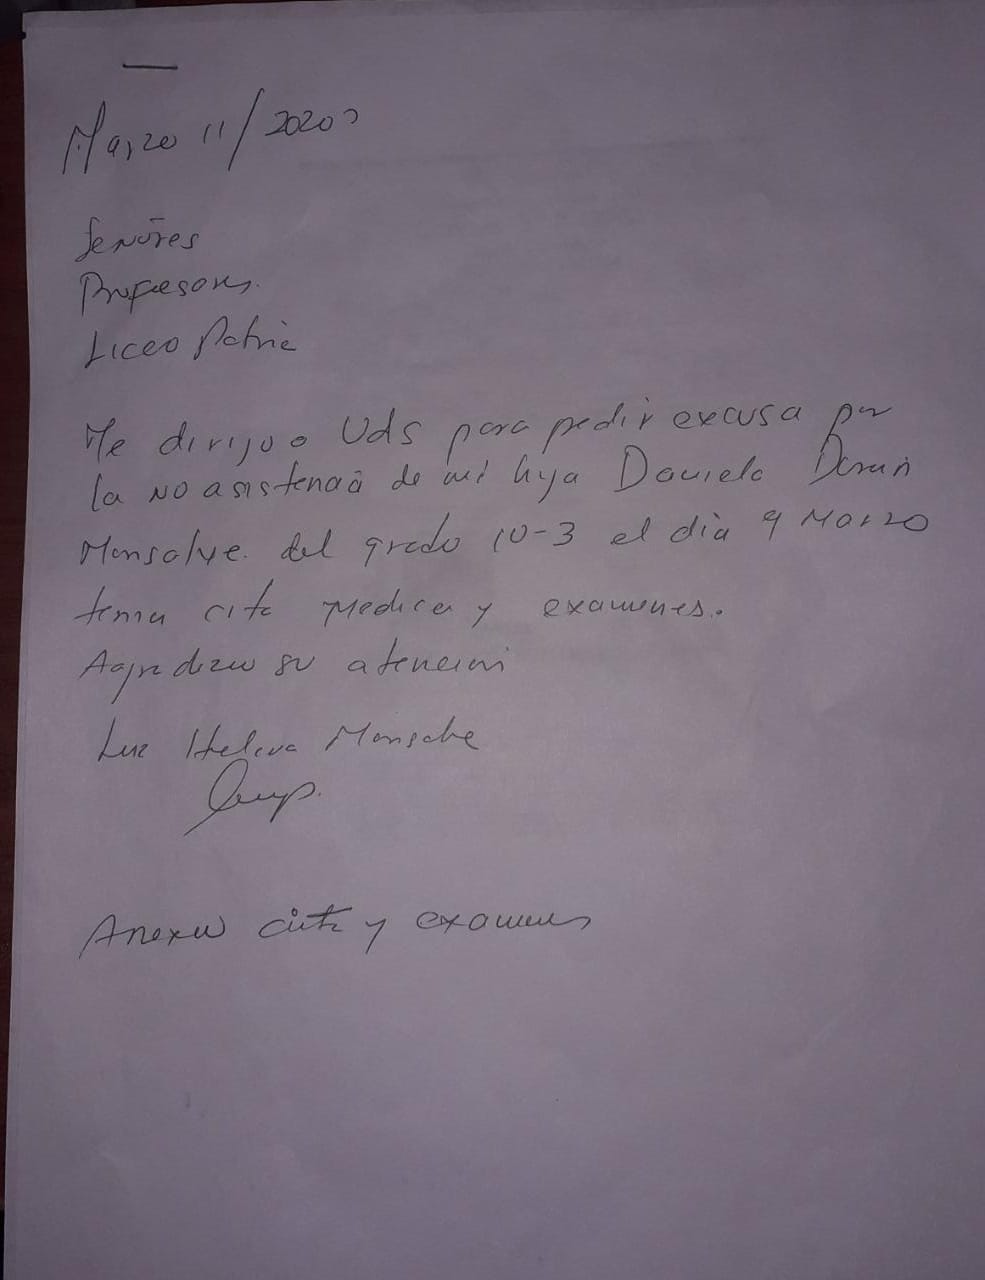 Marzo 11/2020
Señores
Profesores.
Liceo Patria
Me dirijo a Uds para pedir excusa por
la no asistencia de mi hija Daniela
Monsalve. del grado 10-3 el dia 9 Marzo
tenia cita Medica y examenes.
Agradezco su atencion
Luz Helena Monsalve
Anexo cita y examenes